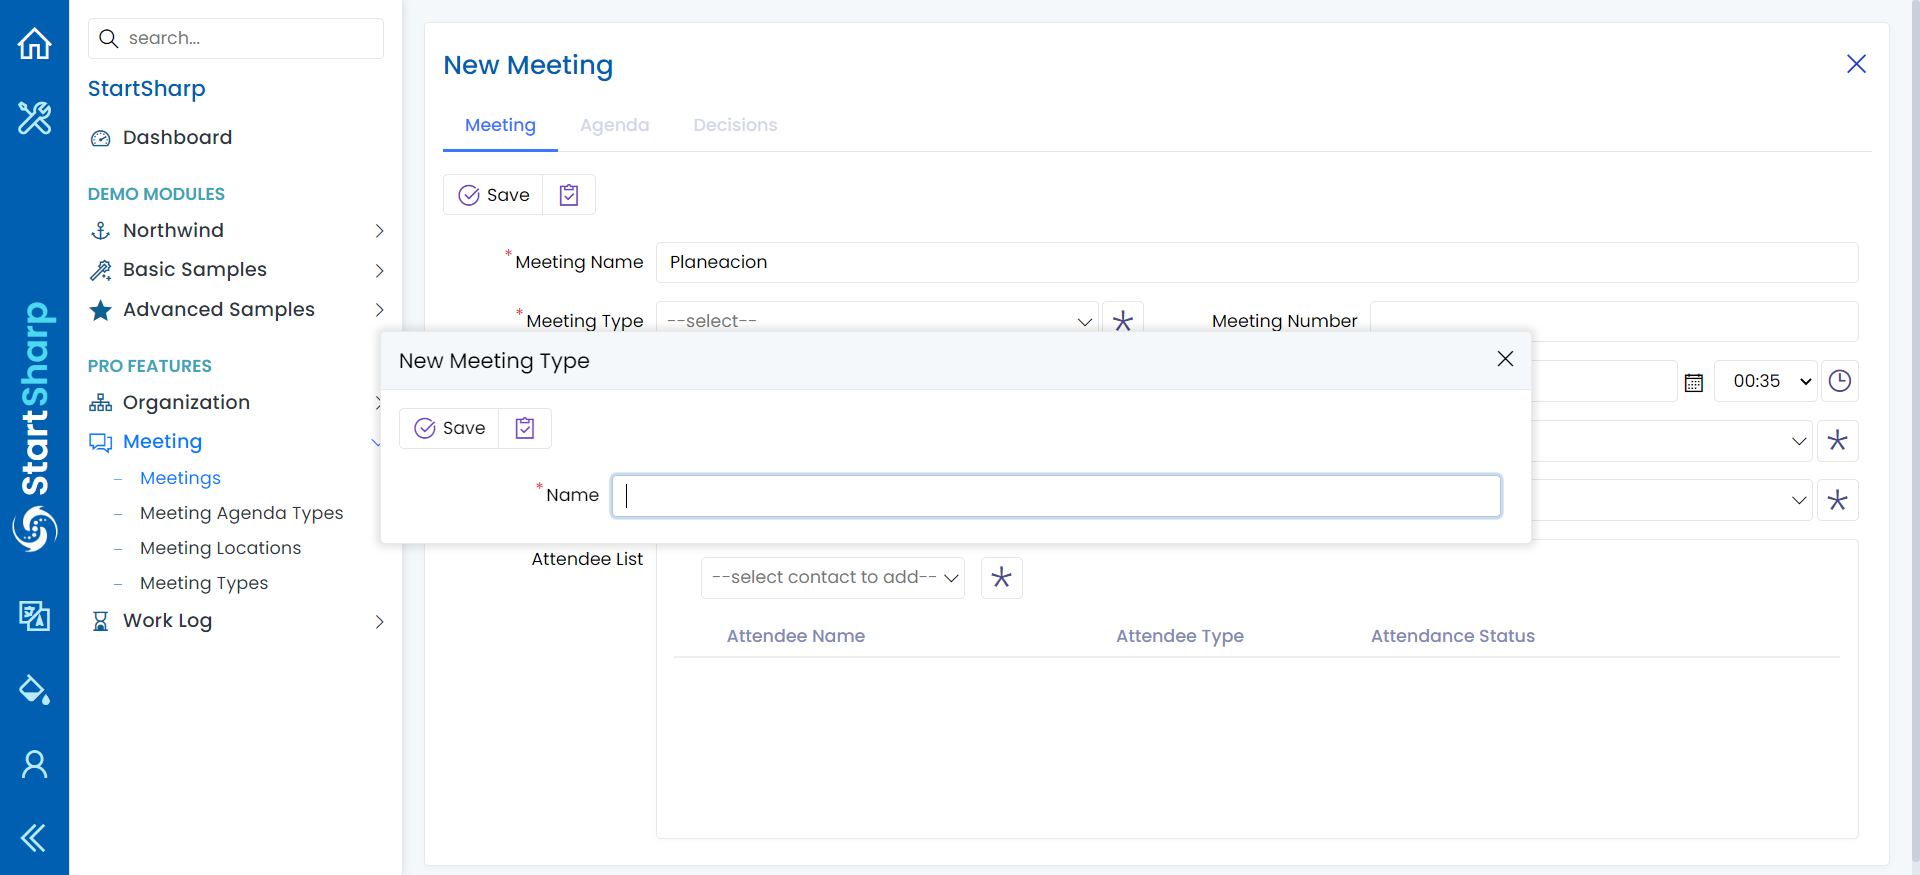 search...
StartSharp
Dashboard
DEMO MODULES
Northwind
Basic Samples
Advanced Samples
PRO FEATURES
Organization
Meeting
Meetings
Meeting Agenda Types
Meeting Locations
Meeting Types
Work Log
StartSharp
New Meeting
Meeting Agenda Decisions
Save
* Meeting Name Planeacion
* Meeting Type --select-- Meeting Number
00:35
New Meeting Type
Save
* Name
Attendee List
--select contact to add--
Attendee Name Attendee Type Attendance Status